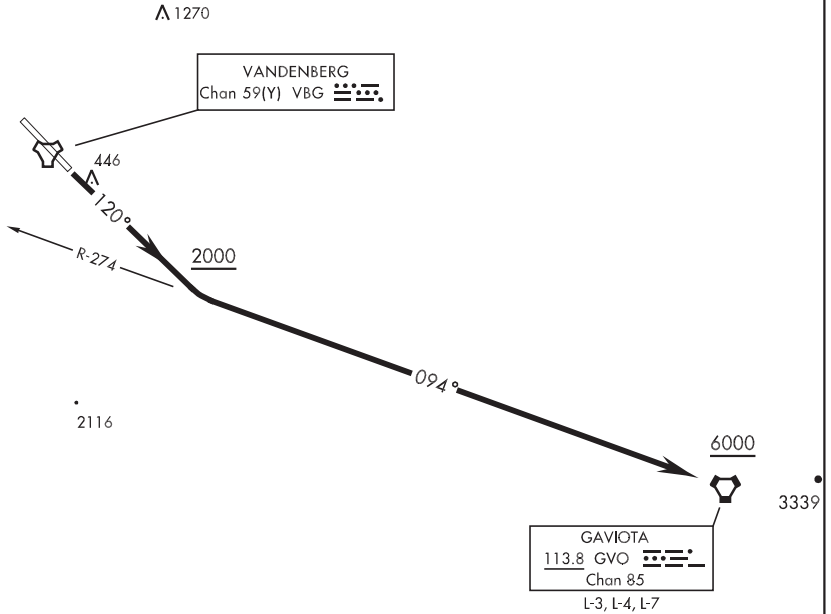 1270
VANDENBERG
Chan 59(Y) VBG
446
120°
R-274
2000
094°
2116
6000
3339
GAVIOTA
113.8 GVO
Chan 85
L-3, L-4, L-7